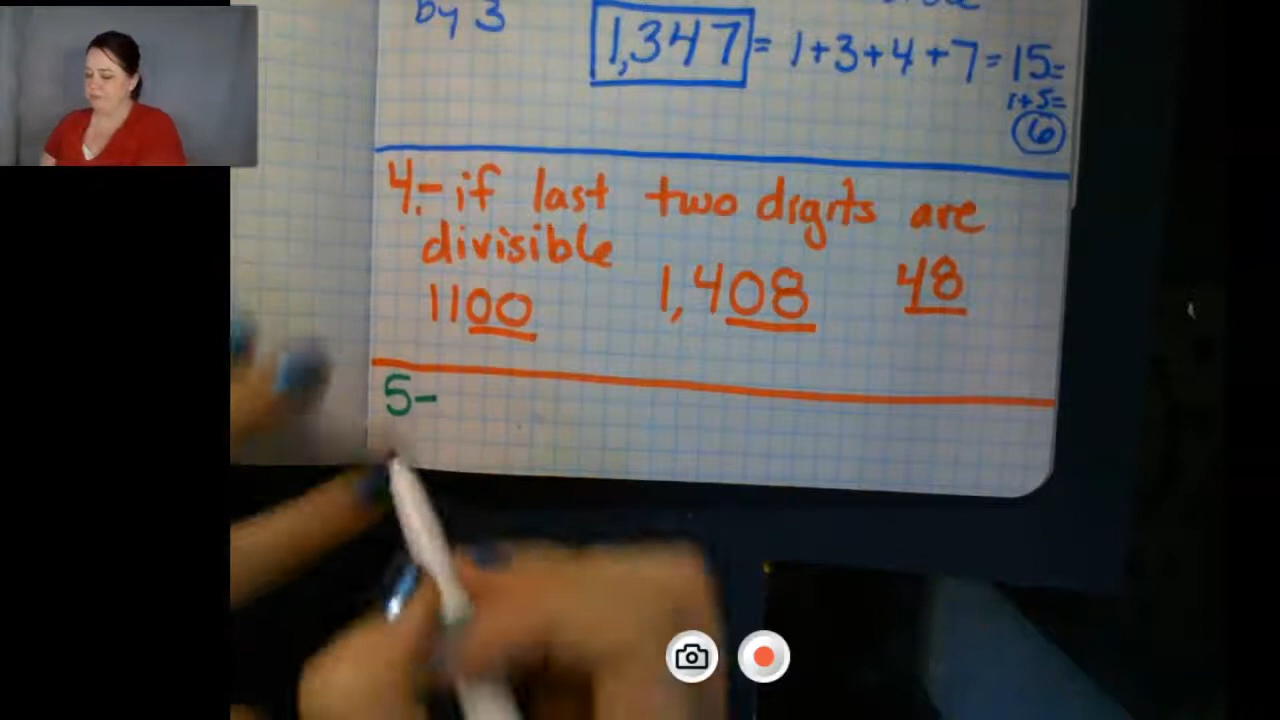 by 3
1,347 = 1+3+4+7=15=
1+5=
6
4.- if last two digits are
divisible
1100 1,408 48
5-